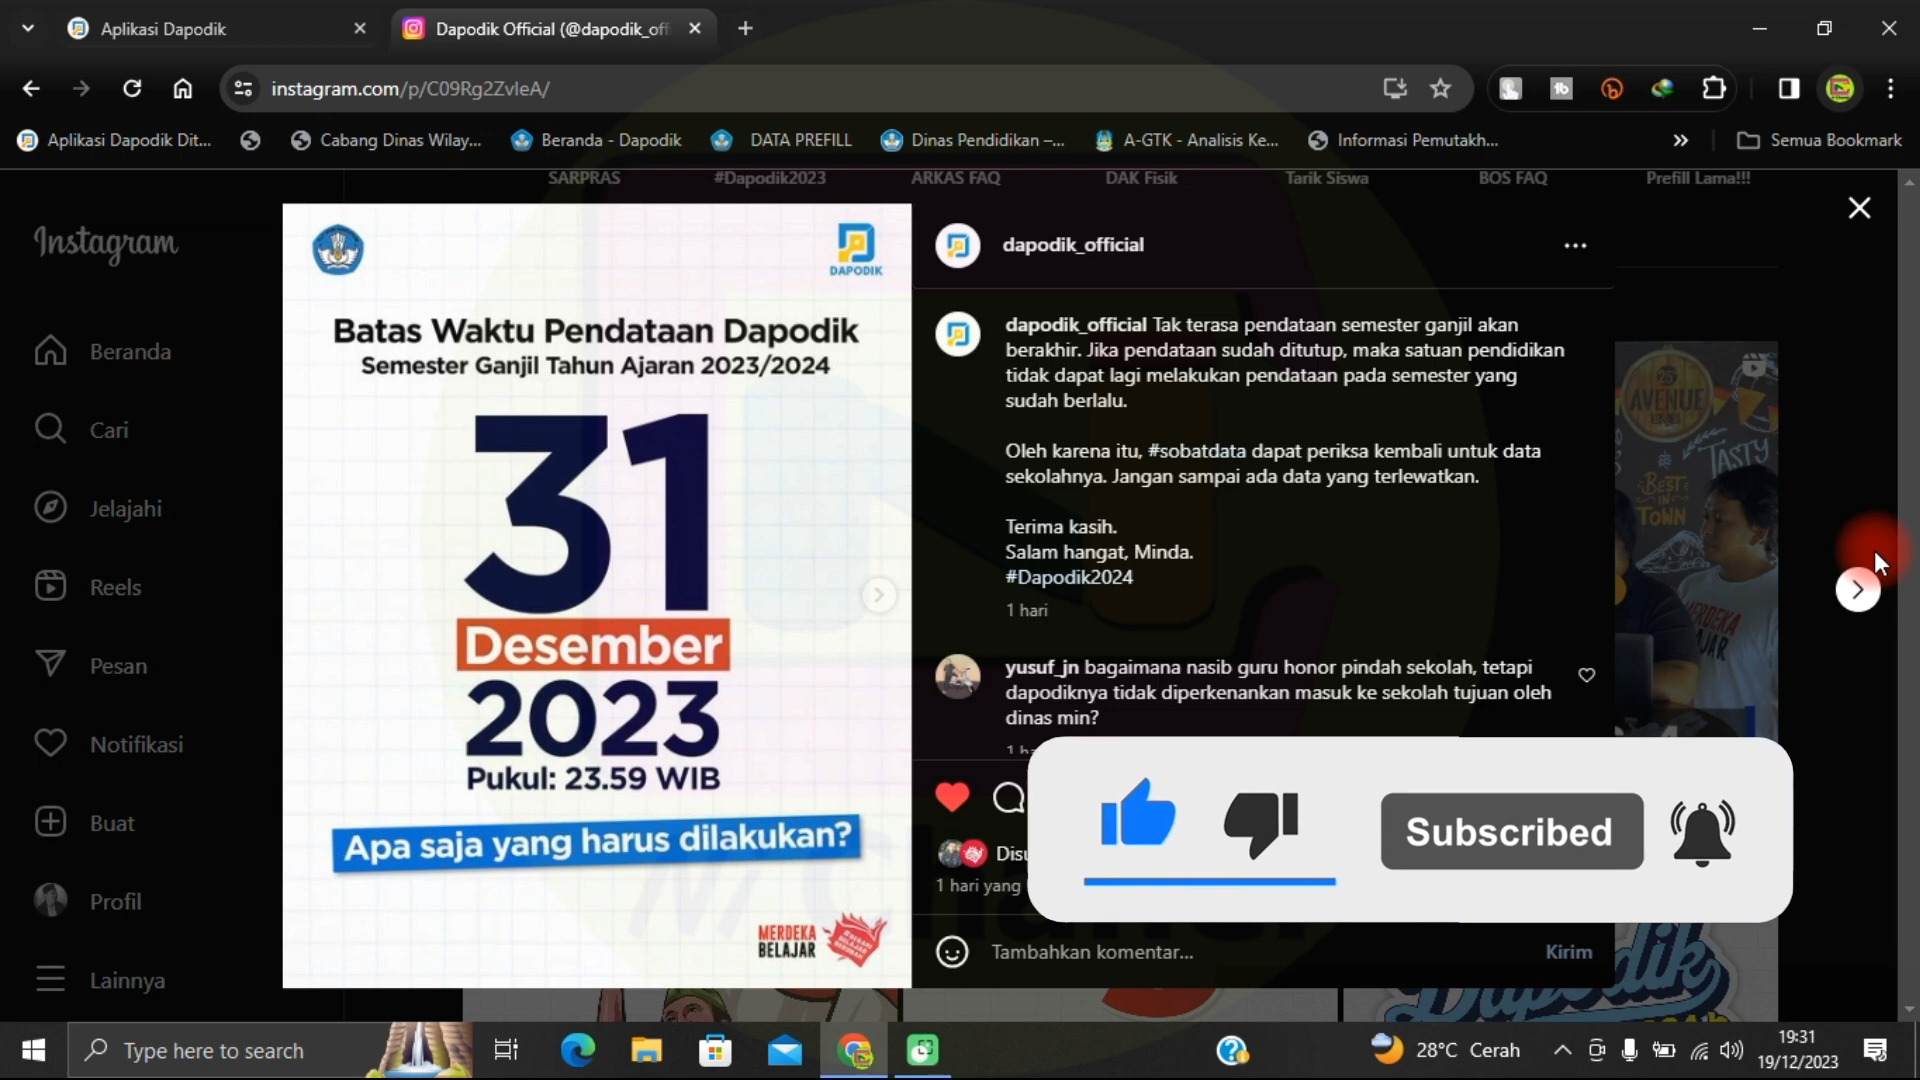 Aplikasi Dapodik
Dapodik Official (@dapodik_off
instagram.com/p/C09Rg2ZvleA/
Aplikasi Dapodik Dit...
Cabang Dinas Wilay...
Beranda - Dapodik
DATA PREFILL
Dinas Pendidikan –...
A-GTK - Analisis Ke...
Informasi Pemutakh...
Semua Bookmark
SARPRAS
#Dapodik2023
ARKAS FAQ
DAK Fisik
Tarik Siswa
BOS FAQ
Prefill Lama!!!
Instagram
Beranda
Cari
Jelajahi
Reels
Pesan
Notifikasi
Buat
Profil
Lainnya
DAPODIK
Batas Waktu Pendataan Dapodik
Semester Ganjil Tahun Ajaran 2023/2024
31
Desember
2023
Pukul: 23.59 WIB
Apa saja yang harus dilakukan?
MERDEKA
BELAJAR
dapodik_official
dapodik_official Tak terasa pendataan semester ganjil akan
berakhir. Jika pendataan sudah ditutup, maka satuan pendidikan
tidak dapat lagi melakukan pendataan pada semester yang
sudah berlalu.
Oleh karena itu, #sobatdata dapat periksa kembali untuk data
sekolahnya. Jangan sampai ada data yang terlewatkan.
Terima kasih.
Salam hangat, Minda.
#Dapodik2024
1 hari
yusuf_jn bagaimana nasib guru honor pindah sekolah, tetapi
dapodiknya tidak diperkenankan masuk ke sekolah tujuan oleh
dinas min?
1 hari yang
Tambahkan komentar...
Kirim
Subscribed
AVENUE
TASTY
BEST
IN
TOWN
MERDEKA
BELAJAR
Type here to search
28°C Cerah
19:31
19/12/2023